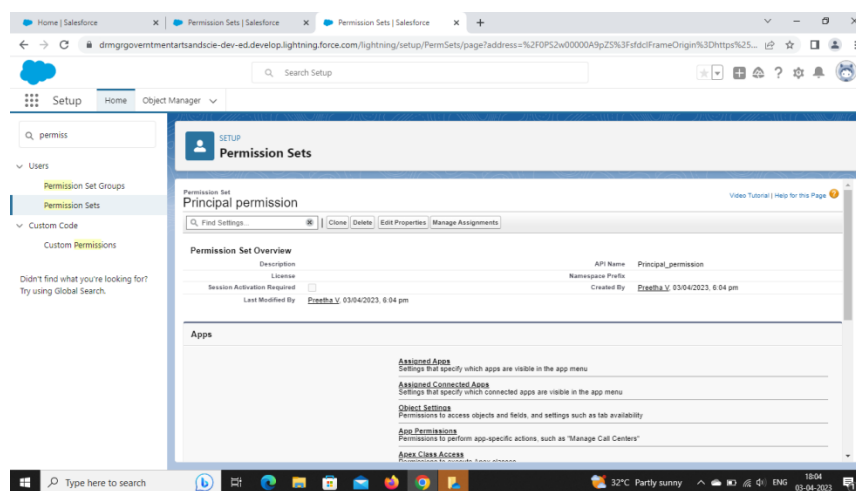 Home | Salesforce
Permission Sets | Salesforce
Permission Sets | Salesforce
drmgrgoverntmentartsandscie-dev-ed.develop.lightning.force.com/lightning/setup/PermSets/page?address=%2F0PS2w00000A9pZS%3FsfdcIFrameOrigin%3Dhttps%25...
Search Setup
Setup
Home
Object Manager
permiss
Users
Permission Set Groups
Permission Sets
Custom Code
Custom Permissions
Didn't find what you're looking for?
Try using Global Search.
SETUP
Permission Sets
Permission Set
Principal permission
Video Tutorial | Help for this Page
Find Settings...
Clone Delete Edit Properties Manage Assignments
Permission Set Overview
Description
API Name Principal_permission
License
Namespace Prefix
Session Activation Required
Created By Preetha V, 03/04/2023, 6:04 pm
Last Modified By Preetha V, 03/04/2023, 6:04 pm
Apps
Assigned Apps
Settings that specify which apps are visible in the app menu
Assigned Connected Apps
Settings that specify which connected apps are visible in the app menu
Object Settings
Permissions to access objects and fields, and settings such as tab availability
App Permissions
Permissions to perform app-specific actions, such as "Manage Call Centers"
Apex Class Access
Permissions to execute Apex classes
Type here to search
32°C Partly sunny
ENG
18:04
03-04-2023